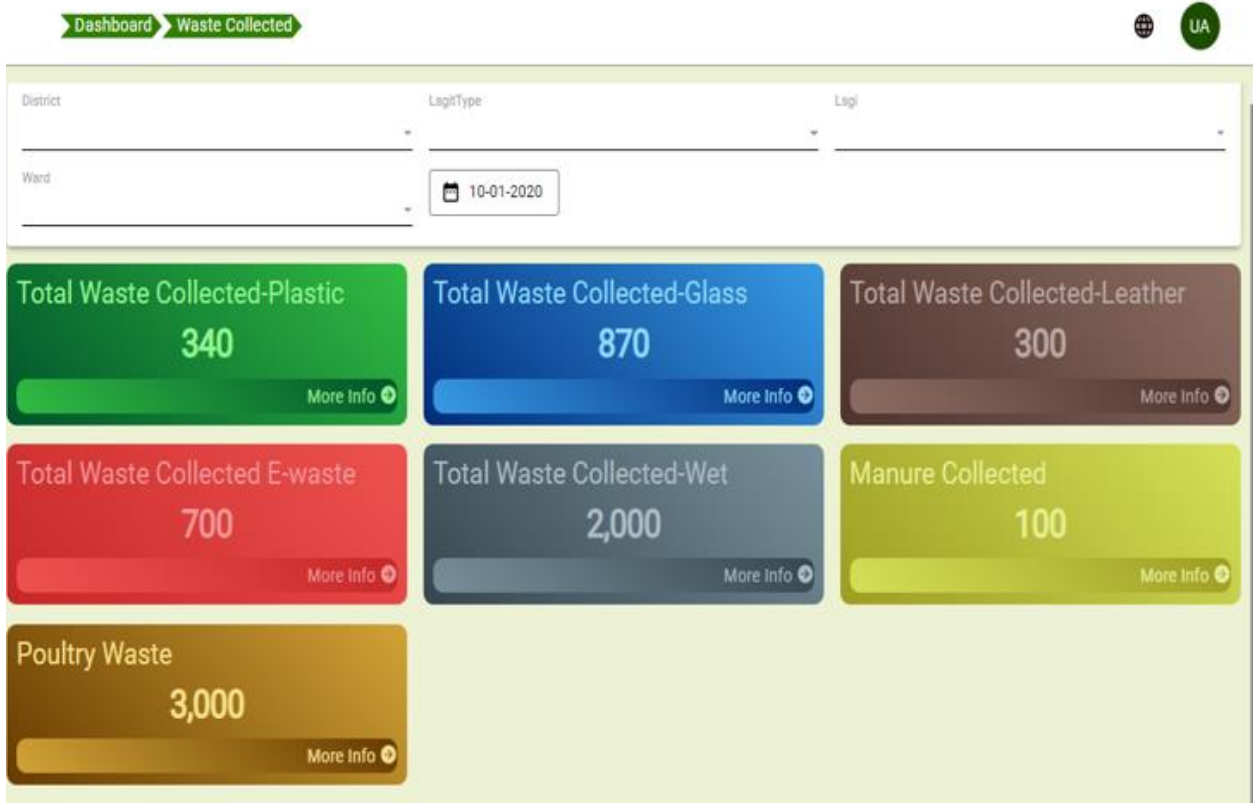 Dashboard Waste Collected
UA
District LsgitType Lsgi
Ward
10-01-2020
Total Waste Collected-Plastic
340
More Info
Total Waste Collected-Glass
870
More Info
Total Waste Collected-Leather
300
More Info
Total Waste Collected E-waste
700
More Info
Total Waste Collected-Wet
2,000
More Info
Manure Collected
100
More Info
Poultry Waste
3,000
More Info